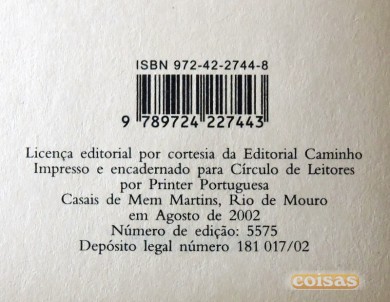 ISBN 972-42-2744-8
9 789724 227443
Licença editorial por cortesia da Editorial Caminho
Impresso e encadernado para Círculo de Leitores
por Printer Portuguesa
Casais de Mem Martins, Rio de Mouro
em Agosto de 2002
Número de edição: 5575
Depósito legal número 181 017/02
coisas